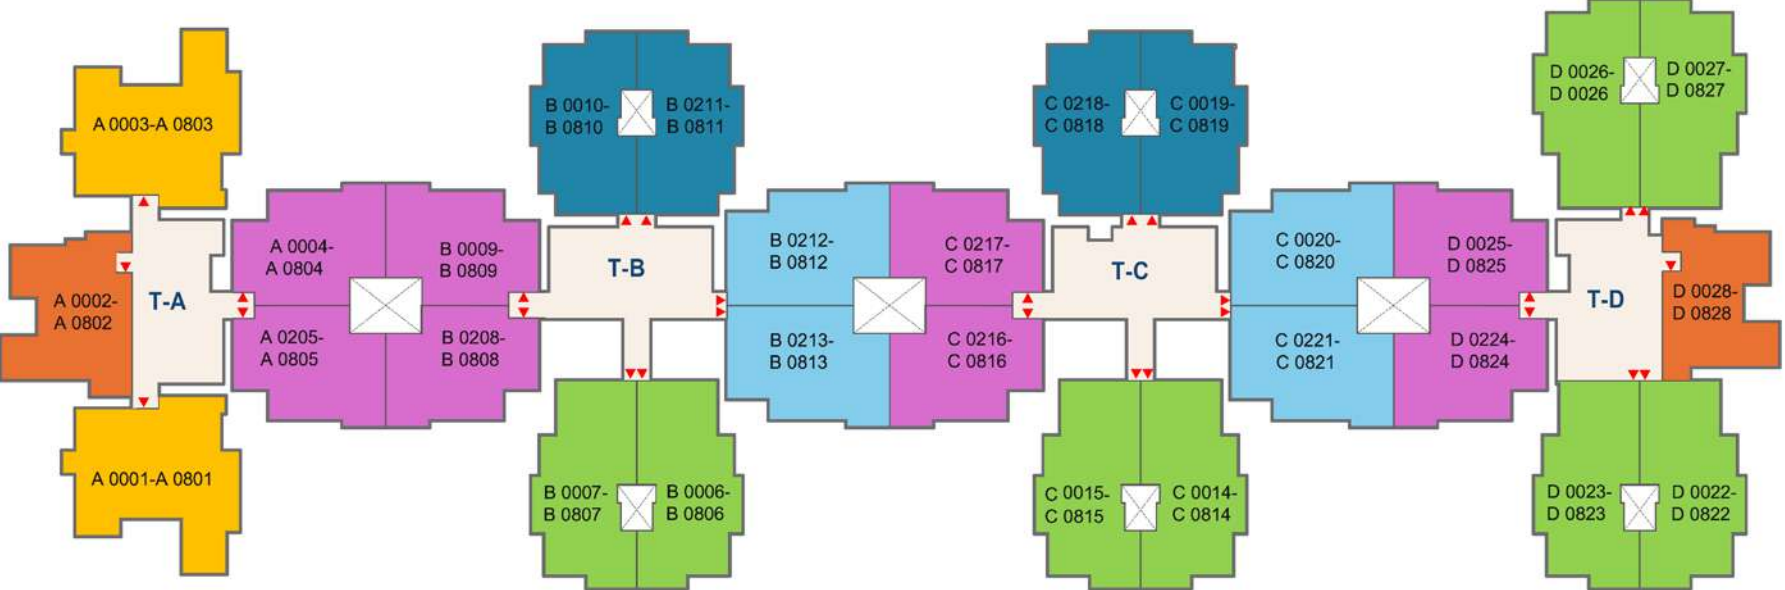 A 0003-A 0803
A 0002-
A 0802
T-A
A 0001-A 0801
A 0004-
A 0804
B 0009-
B 0809
A 0205-
A 0805
B 0208-
B 0808
B 0010-
B 0810
B 0211-
B 0811
T-B
B 0007-
B 0807
B 0006-
B 0806
B 0212-
B 0812
C 0217-
C 0817
B 0213-
B 0813
C 0216-
C 0816
C 0218-
C 0818
C 0019-
C 0819
T-C
C 0015-
C 0815
C 0014-
C 0814
C 0020-
C 0820
D 0025-
D 0825
C 0221-
C 0821
D 0224-
D 0824
D 0026-
D 0026
D 0027-
D 0827
T-D
D 0028-
D 0828
D 0023-
D 0823
D 0022-
D 0822